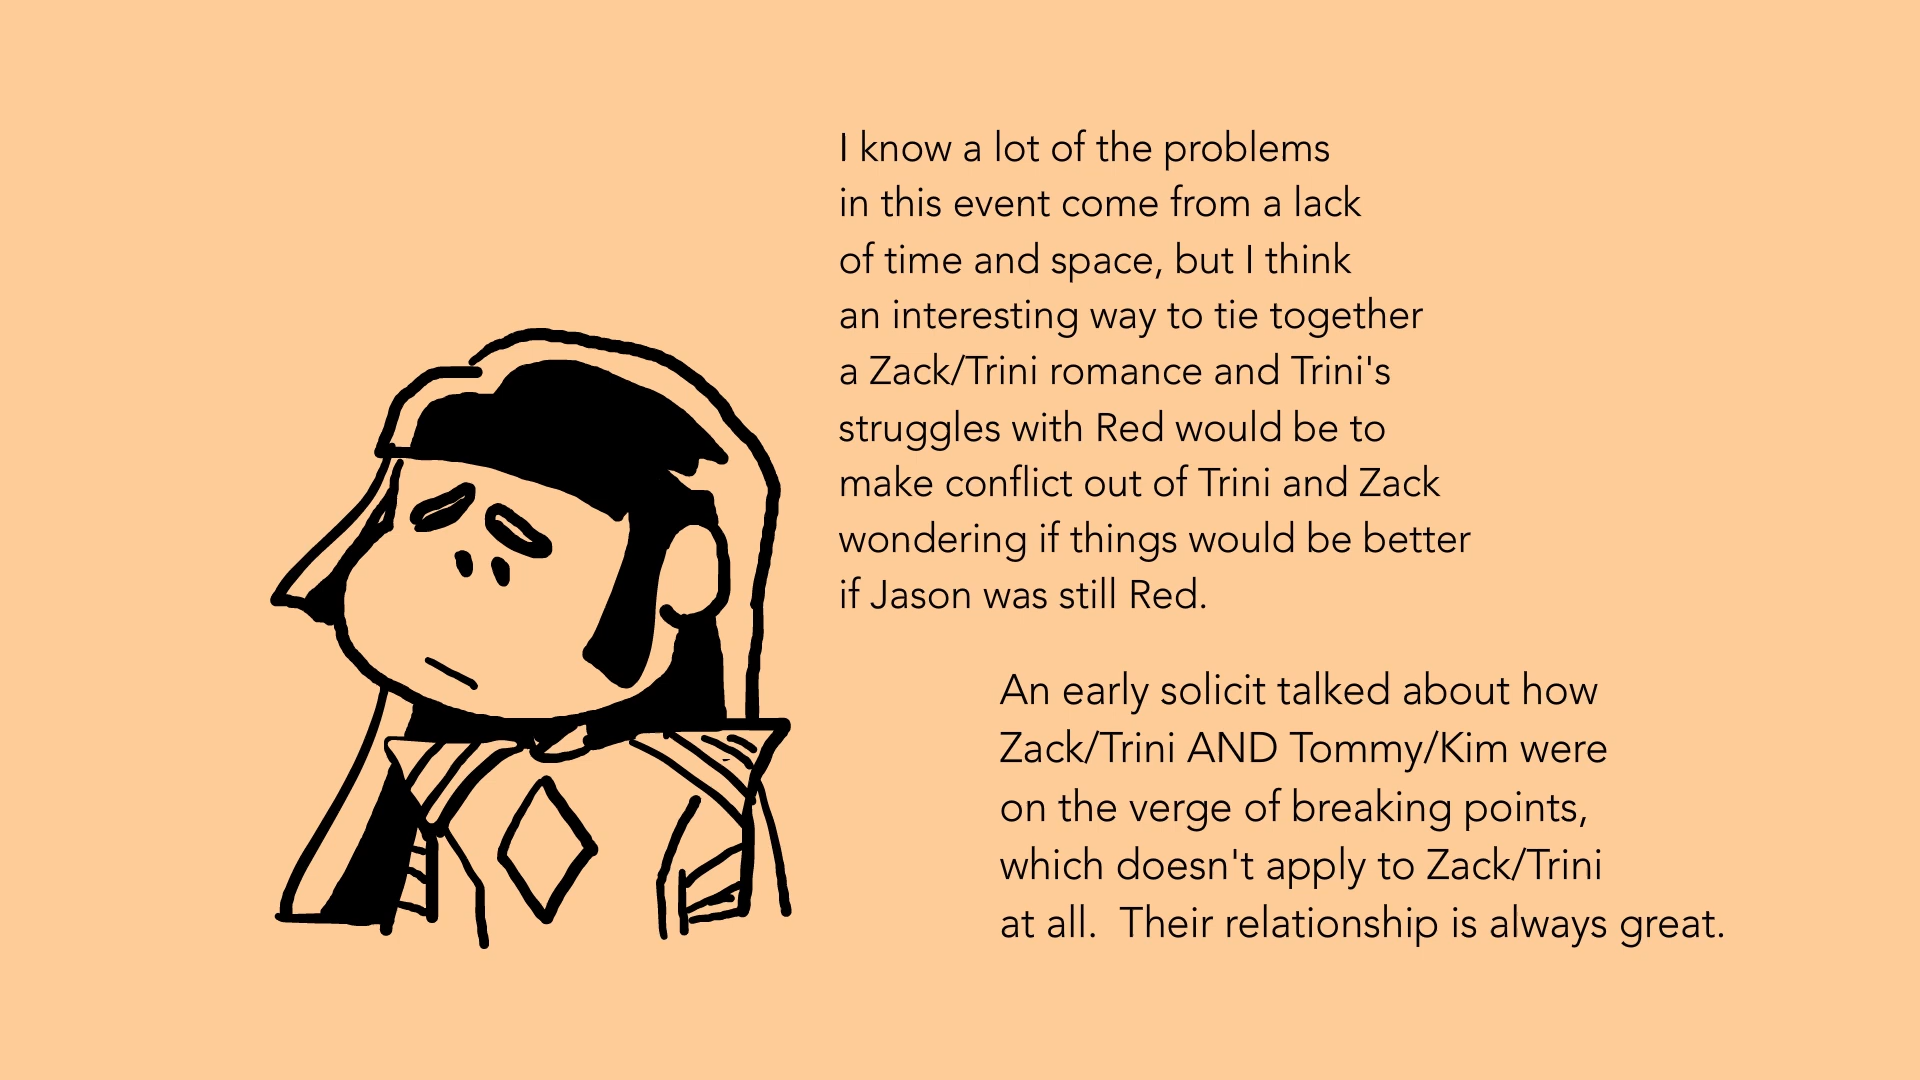 I know a lot of the problems
in this event come from a lack
of time and space, but I think
an interesting way to tie together
a Zack/Trini romance and Trini's
struggles with Red would be to
make conflict out of Trini and Zack
wondering if things would be better
if Jason was still Red.
An early solicit talked about how
Zack/Trini AND Tommy/Kim were
on the verge of breaking points,
which doesn't apply to Zack/Trini
at all.  Their relationship is always great.